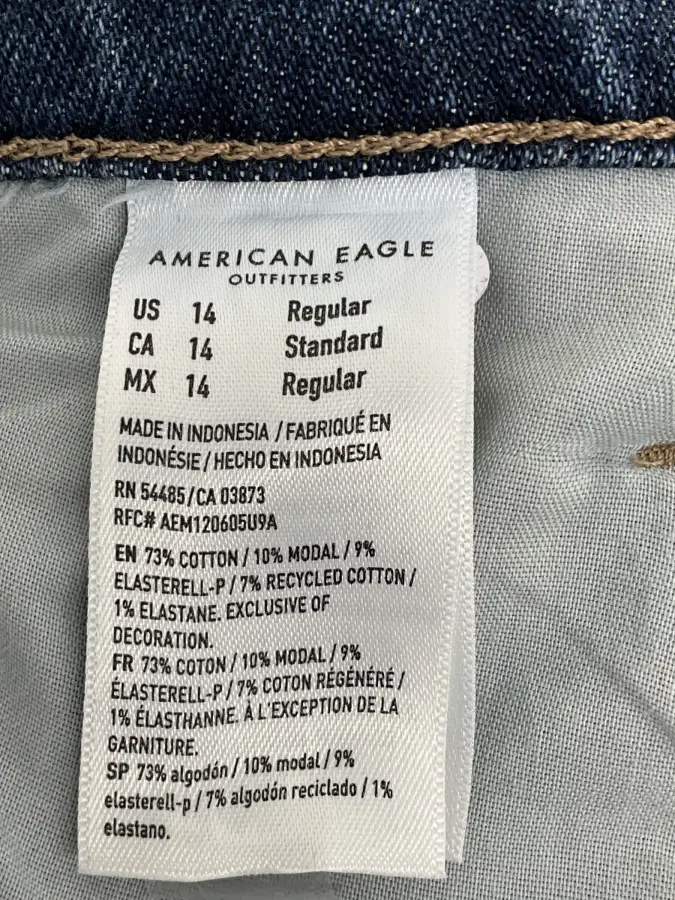 AMERICAN EAGLE
OUTFITTERS
US 14 Regular
CA 14 Standard
MX 14 Regular
MADE IN INDONESIA / FABRIQUÉ EN
INDONÉSIE / HECHO EN INDONESIA
RN 54485/CA 03873
RFC# AEM120605U9A
EN 73% COTTON / 10% MODAL / 9%
ELASTERELL-P / 7% RECYCLED COTTON /
1% ELASTANE. EXCLUSIVE OF
DECORATION.
FR 73% COTON / 10% MODAL / 9%
ÉLASTERELL-P / 7% COTON RÉGÉNÉRÉ /
1% ÉLASTHANNE. À L'EXCEPTION DE LA
GARNITURE.
SP 73% algodón / 10% modal / 9%
elasterell-p / 7% algodón reciclado / 1%
elastano.